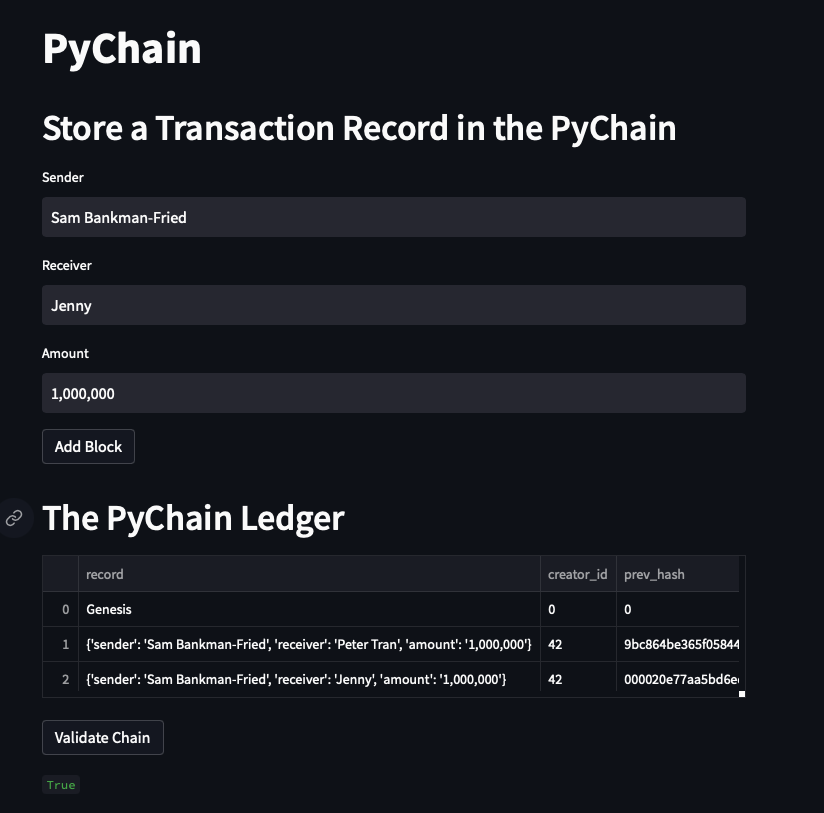 PyChain
Store a Transaction Record in the PyChain
Sender
Sam Bankman-Fried
Receiver
Jenny
Amount
1,000,000
Add Block
The PyChain Ledger
record creator_id prev_hash
0 Genesis 0 0
1 {'sender': 'Sam Bankman-Fried', 'receiver': 'Peter Tran', 'amount': '1,000,000'} 42 9bc864be365f05844
2 {'sender': 'Sam Bankman-Fried', 'receiver': 'Jenny', 'amount': '1,000,000'} 42 000020e77aa5bd6e
Validate Chain
True